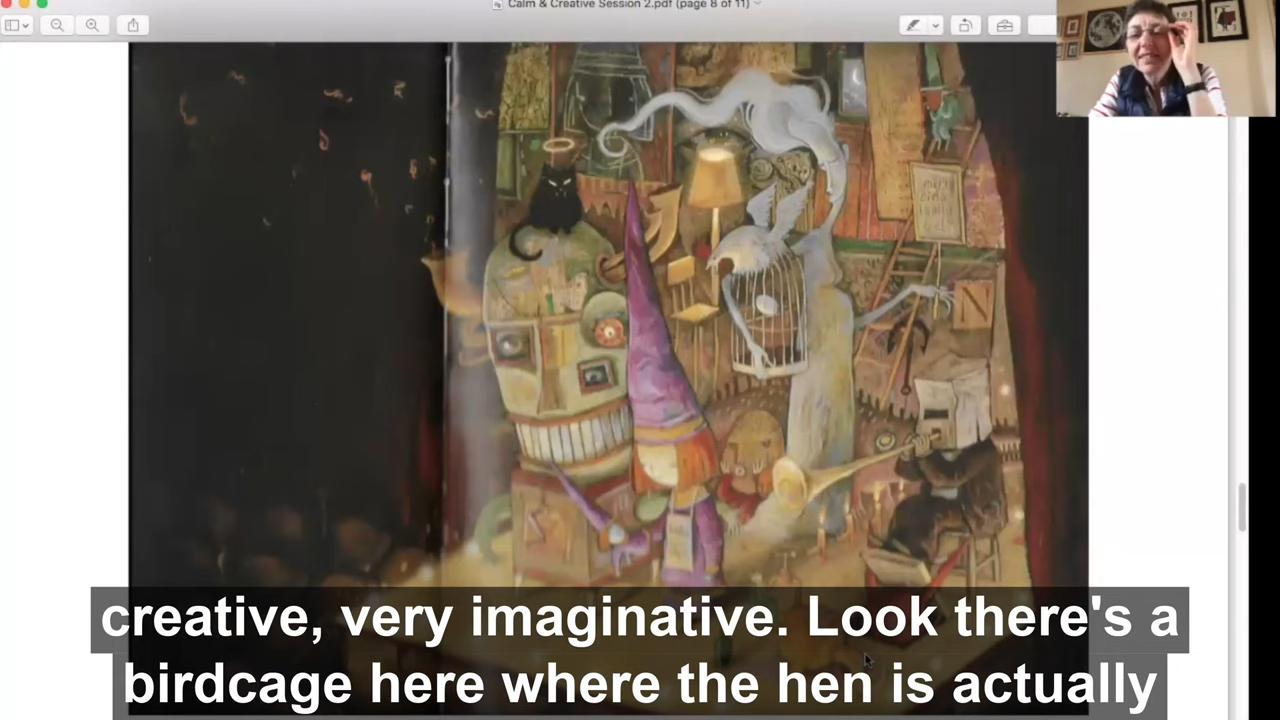 Calm & Creative Session 2.pdf (page 8 of 11)
N
creative, very imaginative. Look there's a
birdcage here where the hen is actually